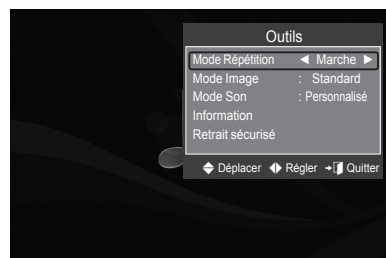 Outils
Mode Répétition ◄ Marche ►
Mode Image : Standard
Mode Son : Personnalisé
Information
Retrait sécurisé
Déplacer Régler Quitter